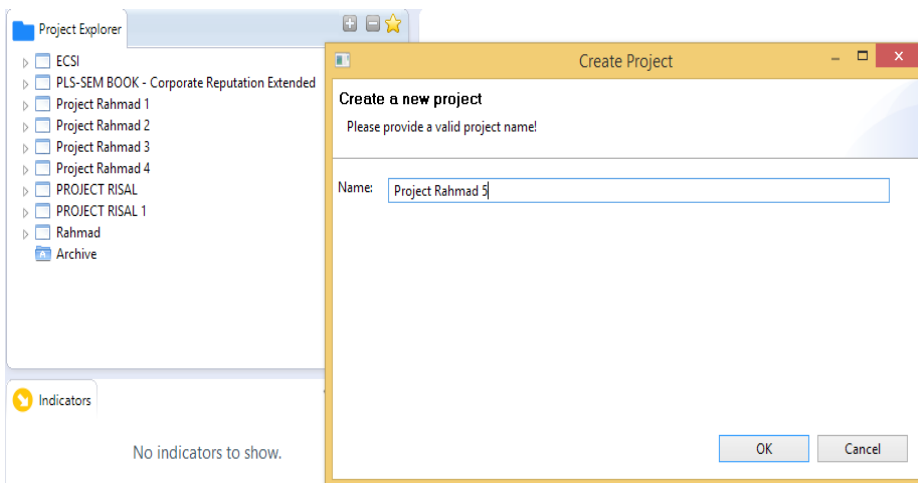 Project Explorer
ECSI
PLS-SEM BOOK - Corporate Reputation Extended
Project Rahmad 1
Project Rahmad 2
Project Rahmad 3
Project Rahmad 4
PROJECT RISAL
PROJECT RISAL 1
Rahmad
Archive
Indicators
No indicators to show.
Create Project
Create a new project
Please provide a valid project name!
Name: Project Rahmad 5
OK Cancel